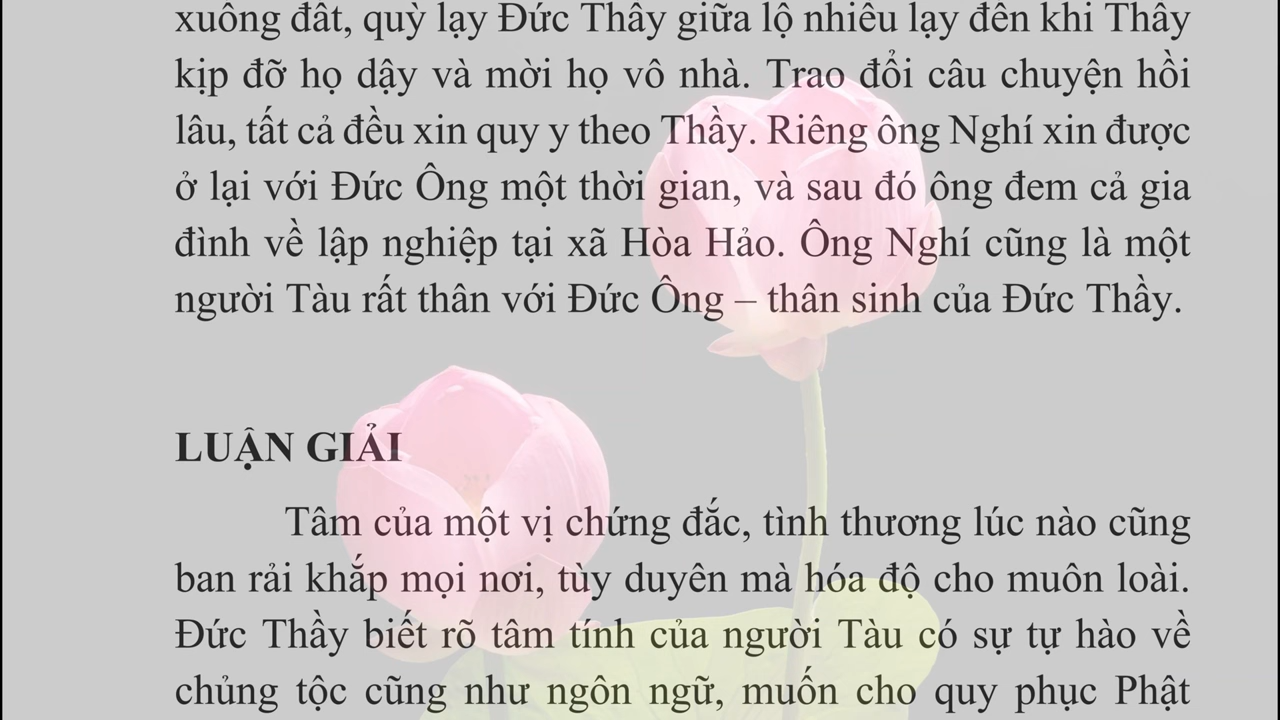 xuống đất, quỳ lạy Đức Thầy giữa lộ nhiều lạy đến khi Thầy
kịp đỡ họ dậy và mời họ vô nhà. Trao đổi câu chuyện hồi
lâu, tất cả đều xin quy y theo Thầy. Riêng ông Nghí xin được
ở lại với Đức Ông một thời gian, và sau đó ông đem cả gia
đình về lập nghiệp tại xã Hòa Hảo. Ông Nghí cũng là một
người Tàu rất thân với Đức Ông – thân sinh của Đức Thầy.
LUẬN GIẢI
Tâm của một vị chứng đắc, tình thương lúc nào cũng
ban rải khắp mọi nơi, tùy duyên mà hóa độ cho muôn loài.
Đức Thầy biết rõ tâm tính của người Tàu có sự tự hào về
chủng tộc cũng như ngôn ngữ, muốn cho quy phục Phật